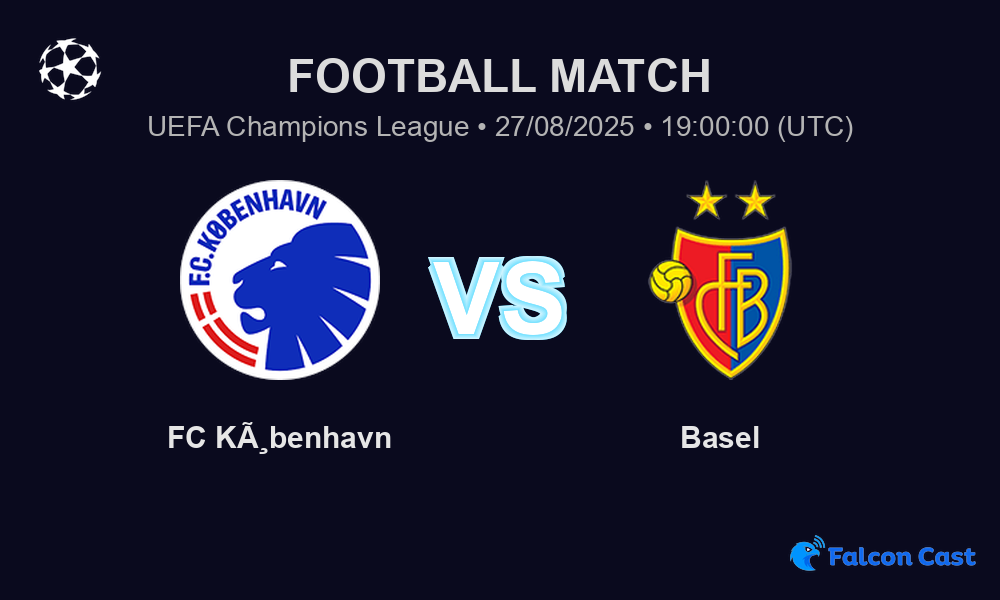 FOOTBALL MATCH
UEFA Champions League • 27/08/2025 • 19:00:00 (UTC)
F.C. KØBENHAVN
VS
FCB
FC KÃ¸benhavn
Basel
Falcon Cast